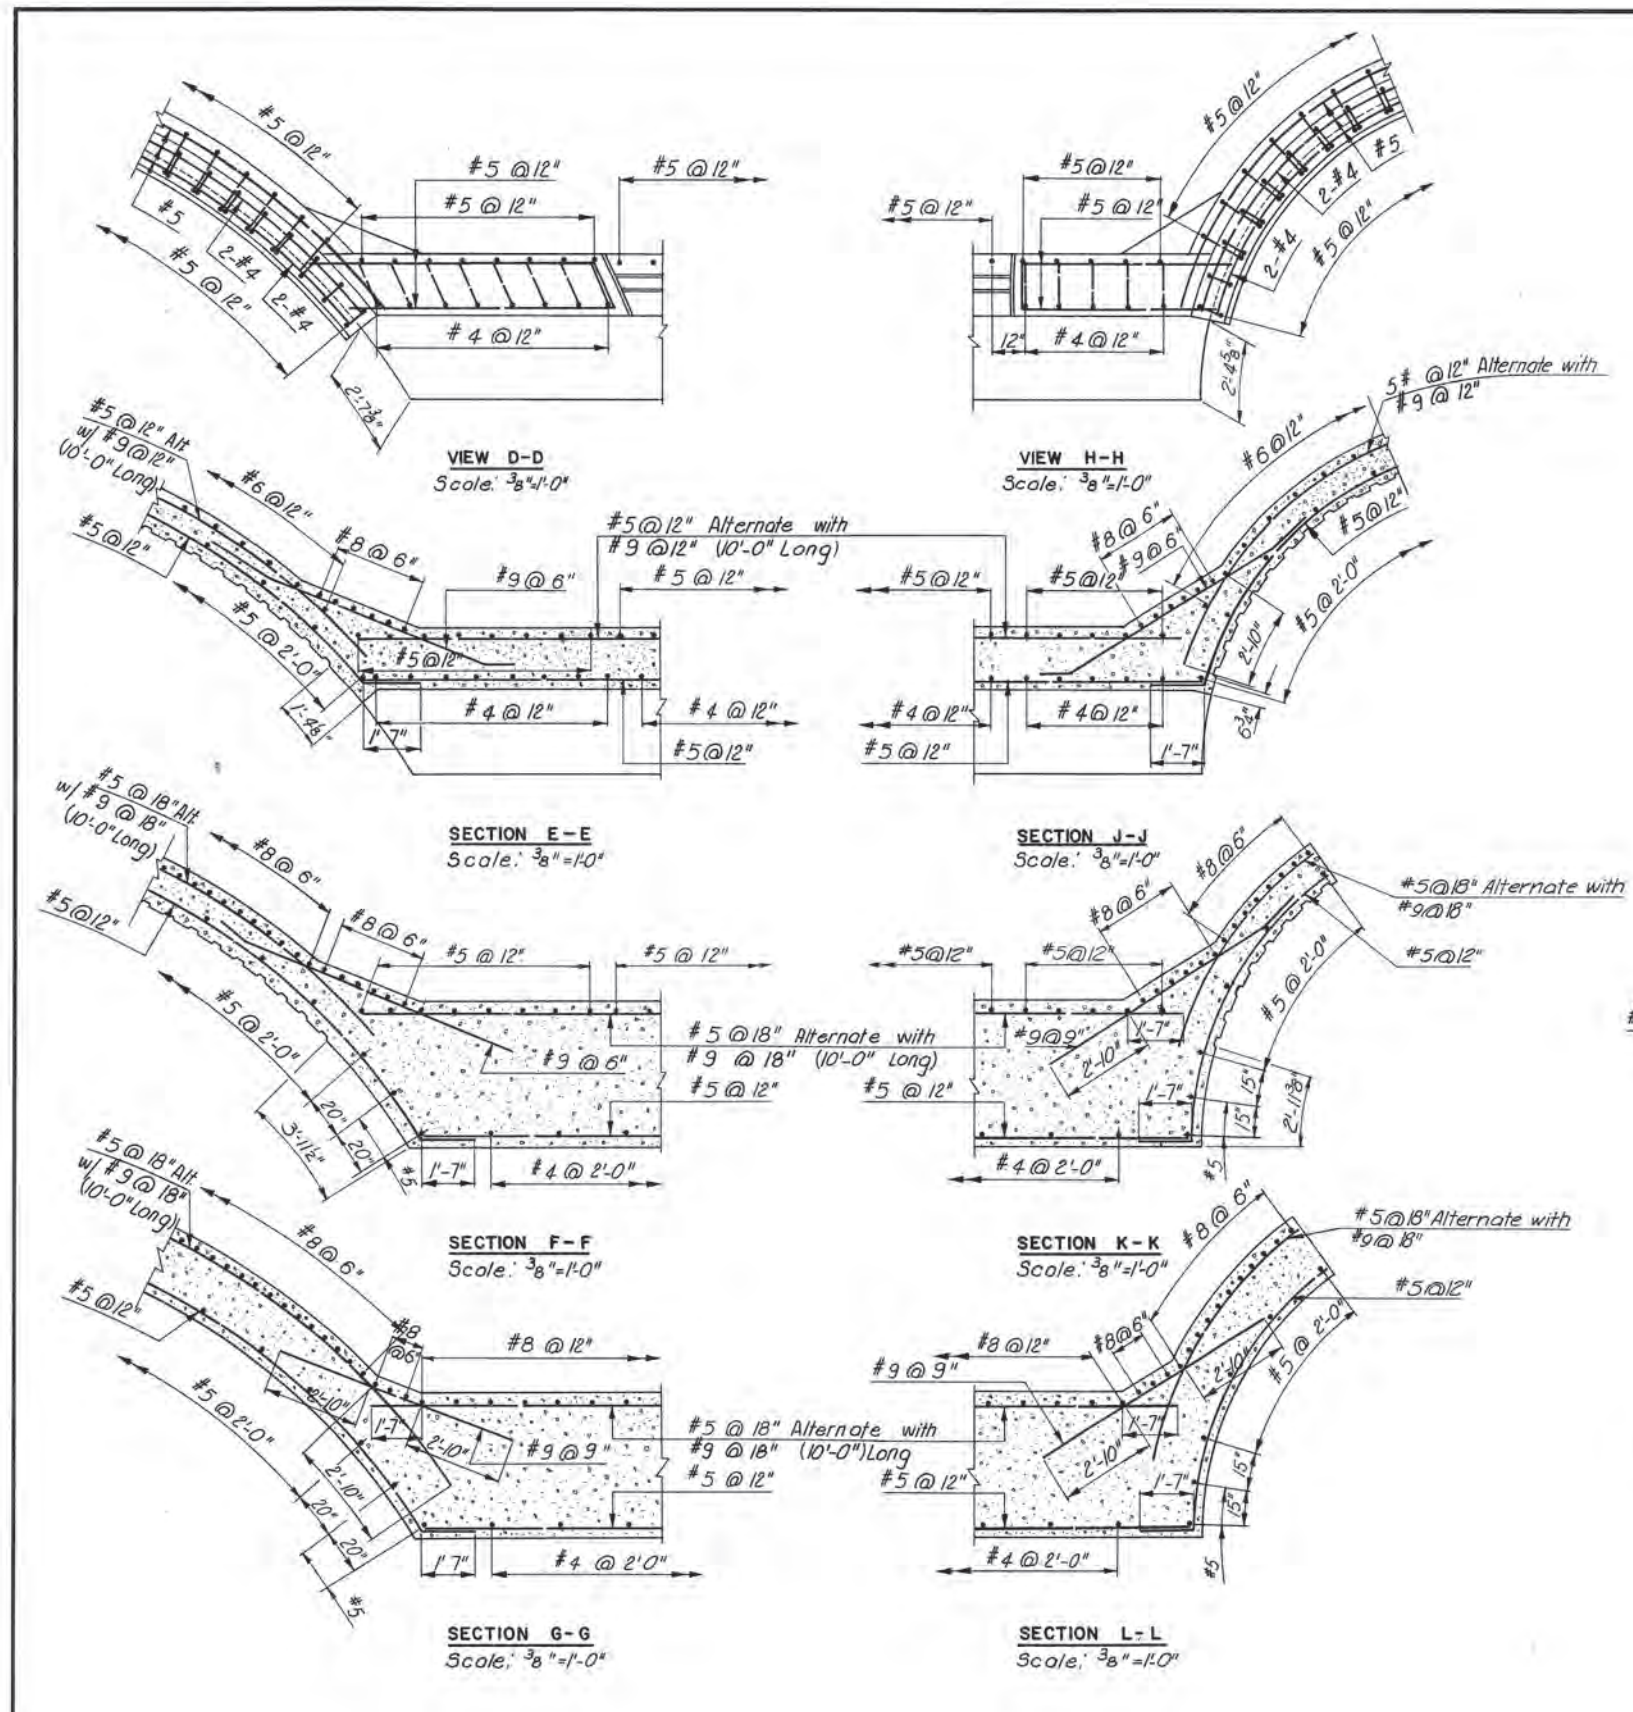 #5 @ 12"
#5 @ 12"
#5 @ 12"
#5 @ 12"
#5
2-#4
#5 @ 12"
2-#4
# 4 @ 12"
2'-7 3/8"
VIEW D-D
Scale: 3/8"=1'-0"
#5 @ 12"
#5 @ 12"
#5 @ 12"
#5 @ 12"
#5
2-#4
2-#4
#5 @ 12"
12"
#4 @ 12"
2'-4 5/8"
VIEW H-H
Scale: 3/8"=1'-0"
#5 @ 12" Alt.
w/ #9 @ 12"
(10'-0" Long)
#6 @ 12"
#5 @ 12"
#8 @ 6"
#5 @ 12" Alternate with
#9 @ 12" (10'-0" Long)
#9 @ 6"
#5 @ 12"
#5 @ 2'-0"
#5 @ 12"
# 4 @ 12"
# 4 @ 12"
1'-7"
#5 @ 12"
SECTION E-E
Scale: 3/8"=1'-0"
5# @ 12" Alternate with
#9 @ 12"
#6 @ 12"
#8 @ 6"
#9 @ 6"
#5 @ 12"
#5 @ 12"
#5 @ 12"
#5 @ 2'-0"
2'-10"
6 3/4"
#4 @ 12"
#4 @ 12"
#5 @ 12"
1'-7"
SECTION J-J
Scale: 3/8"=1'-0"
#5 @ 18" Alt.
w/ #9 @ 18"
(10'-0" Long)
#8 @ 6"
#5 @ 12"
#8 @ 6"
#5 @ 12"
#5 @ 12"
#5 @ 2'-0"
#5 @ 18" Alternate with
#9 @ 18" (10'-0" Long)
#9 @ 6"
#5 @ 12"
20"
20"
3'-11 1/2"
#5
1'-7"
#4 @ 2'-0"
SECTION F-F
Scale: 3/8"=1'-0"
#8 @ 6"
#8 @ 6"
#5 @ 18" Alternate with
#9 @ 18"
#5 @ 12"
#5 @ 12"
#5 @ 12"
#5 @ 2'-0"
#9 @ 9"
1'-7"
2'-10"
#5 @ 12"
1'-7"
15"
15"
2'-11 3/8"
#4 @ 2'-0"
#5
SECTION K-K
Scale: 3/8"=1'-0"
#5 @ 18" Alt.
w/ #9 @ 18"
(10'-0" Long)
#8 @ 6"
#5 @ 12"
#8
@6"
#8 @ 12"
2'-10"
#5 @ 2'-0"
1'-7"
2'-10"
#9 @ 9"
#5 @ 18" Alternate with
#9 @ 18" (10'-0") Long
#5 @ 12"
2'-10"
20"
20"
#5
1'7"
#4 @ 2'0"
SECTION G-G
Scale: 3/8"=1'-0"
#8 @ 6"
#5 @ 18" Alternate with
#9 @ 18"
#5 @ 12"
#8 @ 12"
#8 @ 6"
#9 @ 9"
2'-10"
#5 @ 2'-0"
1'-7"
2'-10"
#5 @ 12"
1'-7"
15"
15"
#4 @ 2'-0"
#5
SECTION L-L
Scale: 3/8"=1'-0"
#